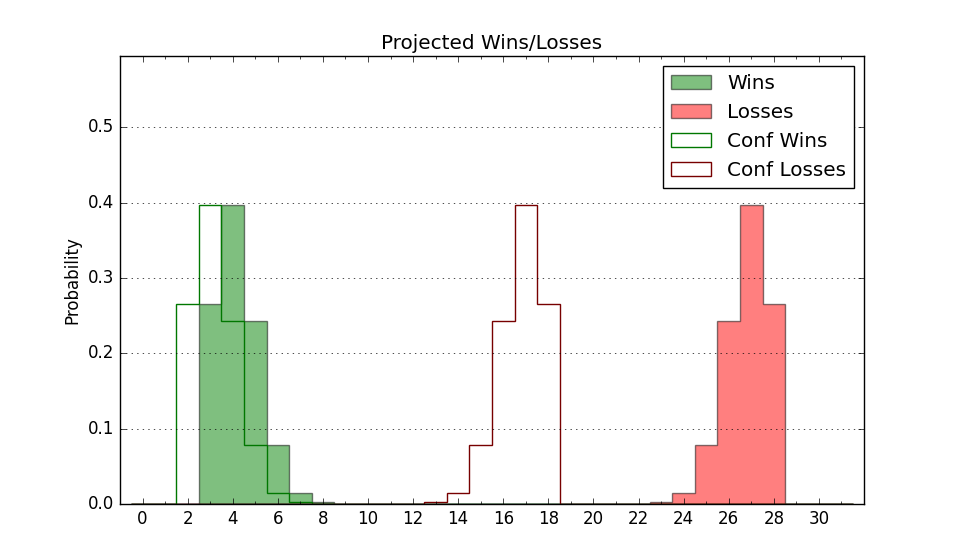 Projected Wins/Losses
Wins
Losses
Conf Wins
Conf Losses
Probability
0.5
0.4
0.3
0.2
0.1
0.0
0 2 4 6 8 10 12 14 16 18 20 22 24 26 28 30